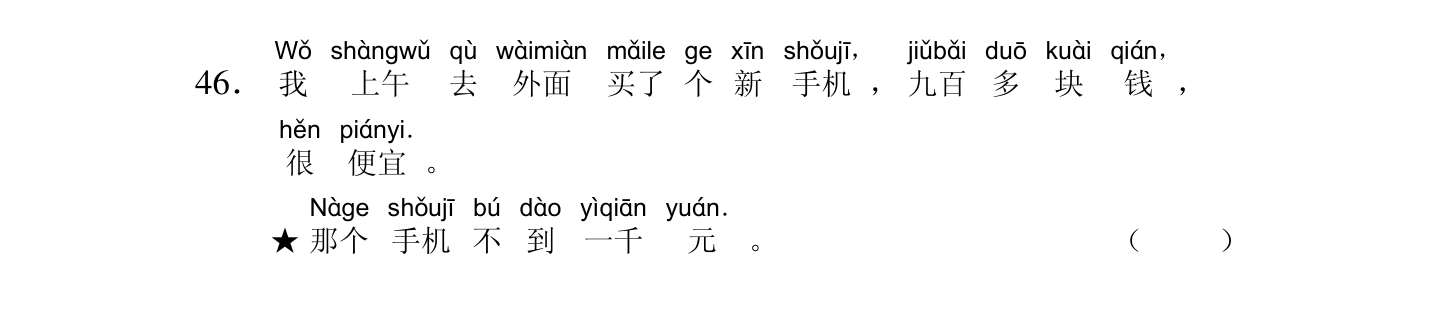 Wǒ shàngwǔ qù wàimiàn mǎile ge xīn shǒujī, jiǔbǎi duō kuài qián,
46. 我 上午 去 外面 买了 个 新 手机 , 九百 多 块 钱 ,
hěn piányi.
很 便宜 。
Nàge shǒujī bú dào yìqiān yuán.
★ 那个 手机 不 到 一千 元 。 ( )